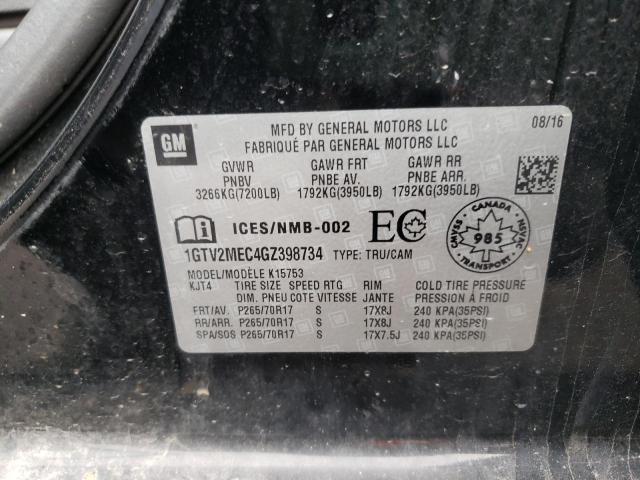 GM
MFD BY GENERAL MOTORS LLC
08/16
FABRIQUÉ PAR GENERAL MOTORS LLC
GVWR GAWR FRT GAWR RR
PNBV PNBE AV. PNBE ARR.
3266KG(7200LB) 1792KG(3950LB) 1792KG(3950LB)
ICES/NMB-002 EC
CANADA
985
CMVSS NSVAC
TRANSPORT
1GTV2MEC4GZ398734 TYPE: TRU/CAM
MODEL/MODÈLE K15753
KJT4 TIRE SIZE SPEED RTG RIM COLD TIRE PRESSURE
DIM. PNEU COTE VITESSE JANTE PRESSION À FROID
FRT/AV. P265/70R17 S 17X8J 240 KPA(35PSI)
RR/ARR. P265/70R17 S 17X8J 240 KPA(35PSI)
SPA/SOS P265/70R17 S 17X7.5J 240 KPA(35PSI)